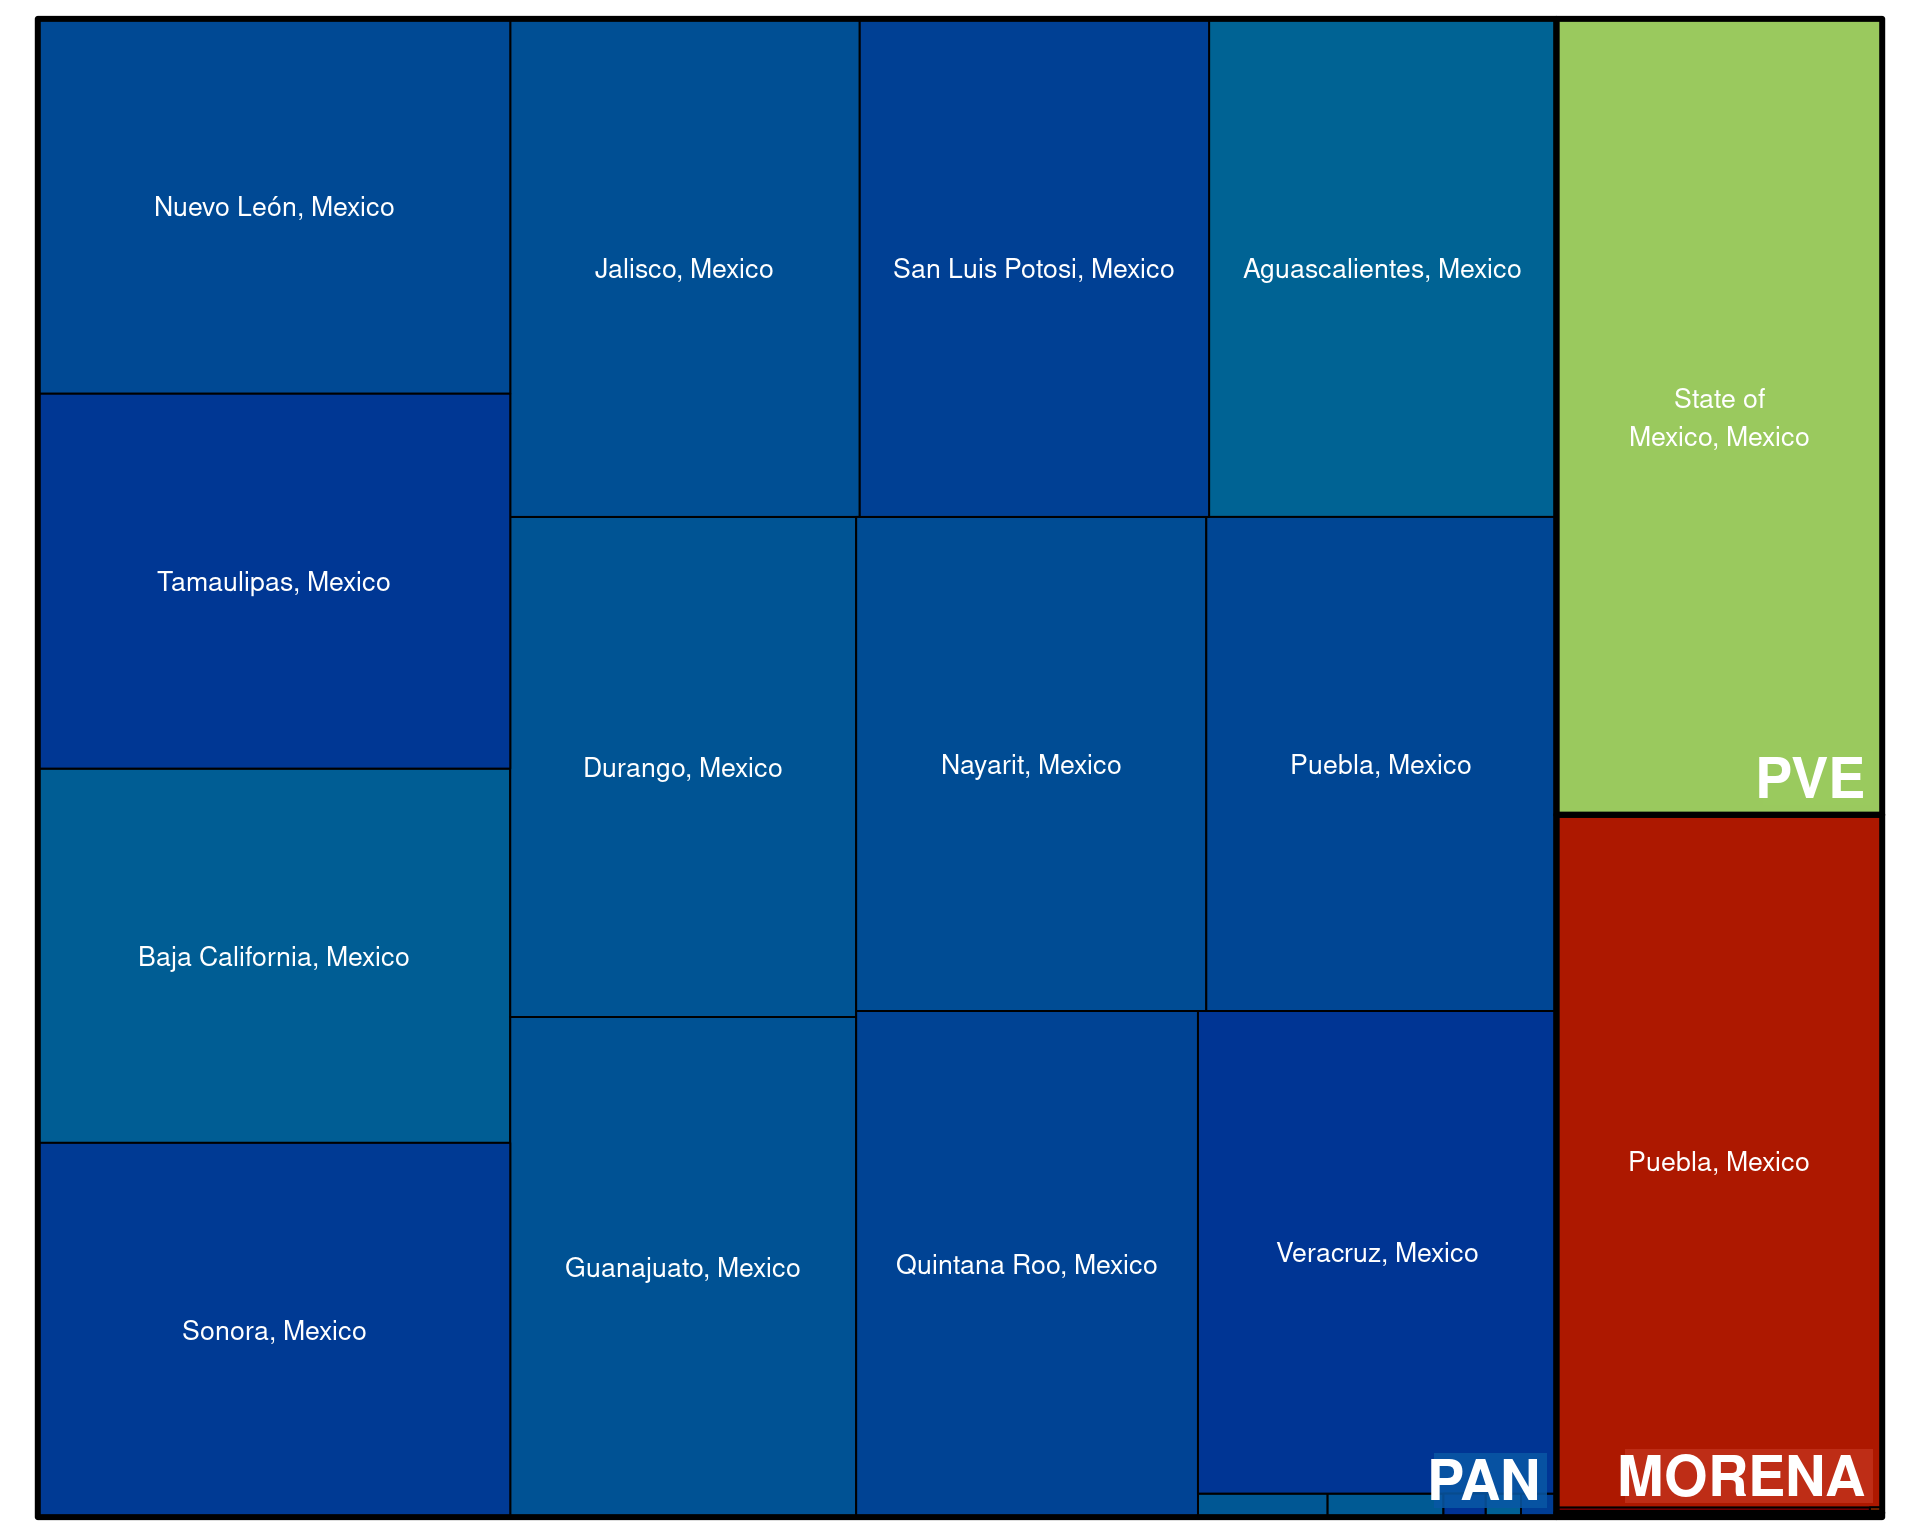 Nuevo León, Mexico
Jalisco, Mexico
San Luis Potosi, Mexico
Aguascalientes, Mexico
State of
Mexico, Mexico
Tamaulipas, Mexico
Durango, Mexico
Nayarit, Mexico
Puebla, Mexico
PVE
Baja California, Mexico
Puebla, Mexico
Guanajuato, Mexico
Quintana Roo, Mexico
Veracruz, Mexico
Sonora, Mexico
PAN
MORENA